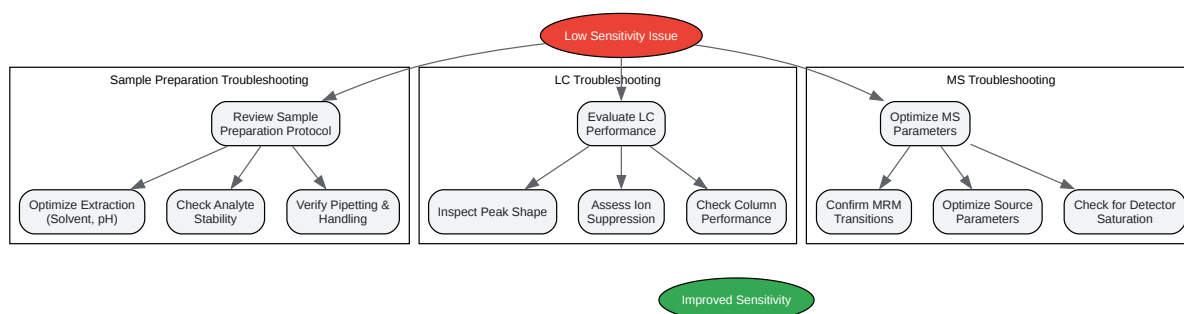 Low Sensitivity Issue
Sample Preparation Troubleshooting
Review Sample
Preparation Protocol
Optimize Extraction
(Solvent, pH)
Check Analyte
Stability
Verify Pipetting &
Handling
LC Troubleshooting
Evaluate LC
Performance
Inspect Peak Shape
Assess Ion
Suppression
Check Column
Performance
MS Troubleshooting
Optimize MS
Parameters
Confirm MRM
Transitions
Optimize Source
Parameters
Check for Detector
Saturation
Improved Sensitivity